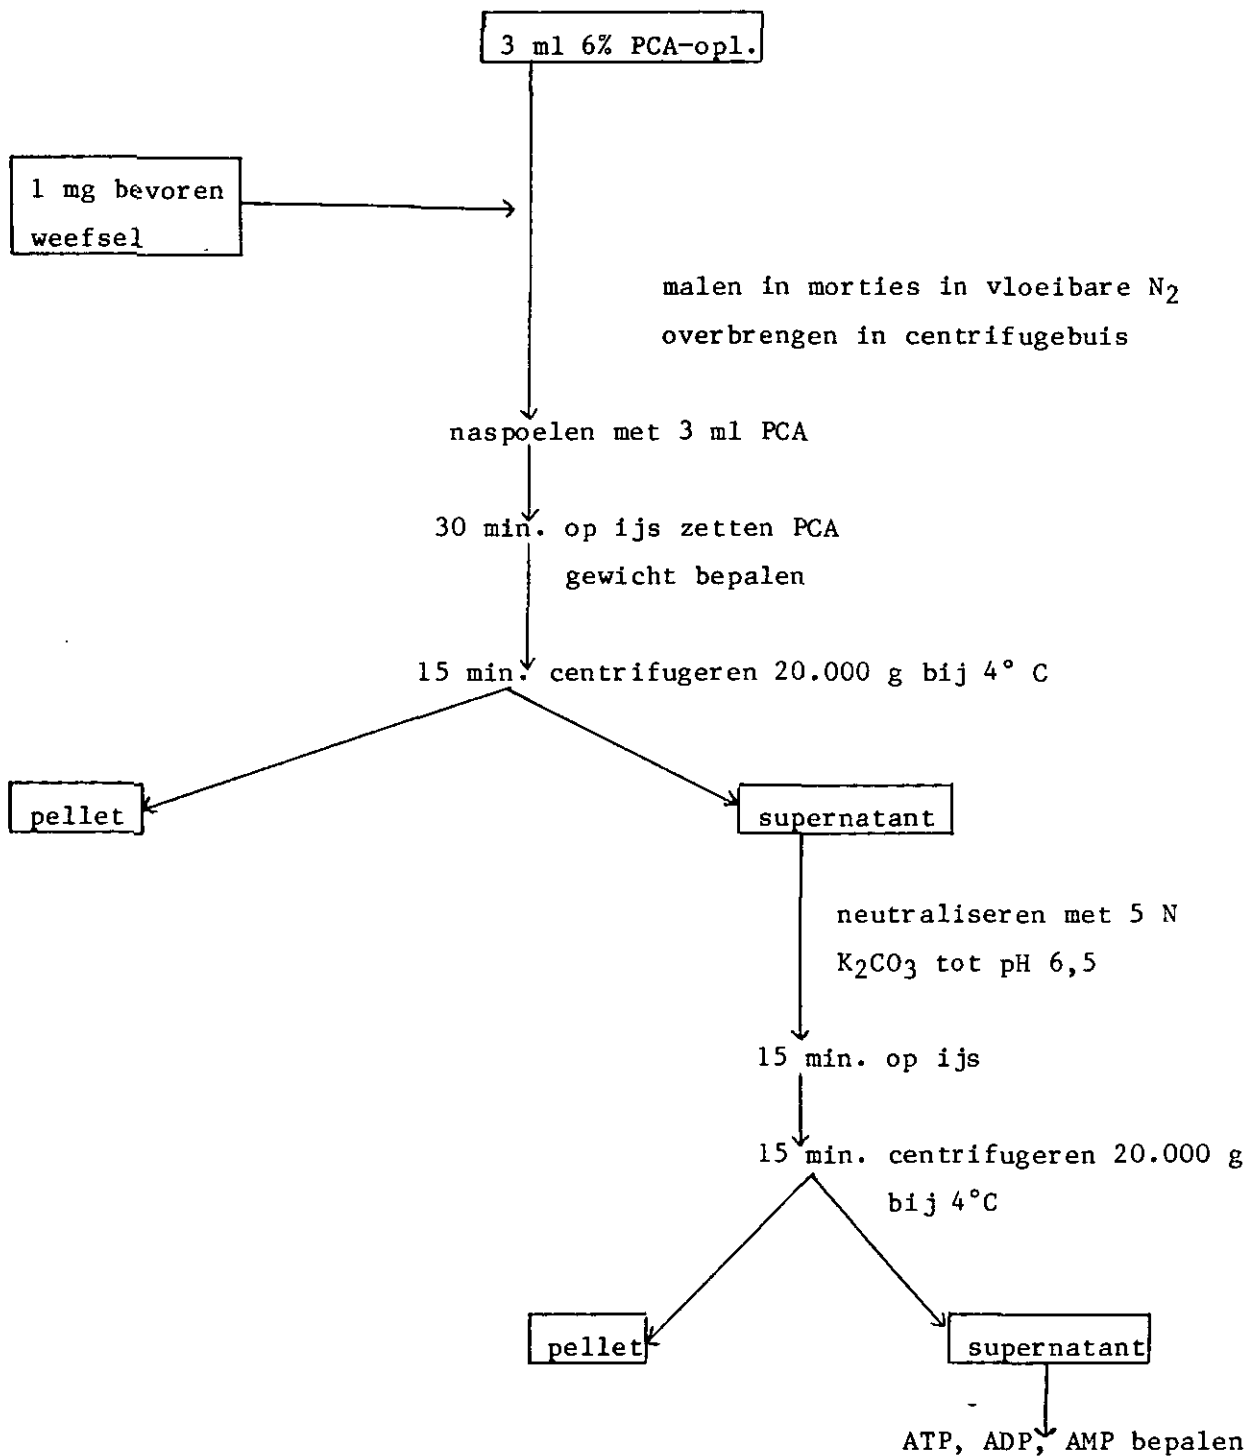 3 ml 6% PCA-opl.
1 mg bevoren
weefsel
malen in morties in vloeibare N₂
overbrengen in centrifugebuis
naspoelen met 3 ml PCA
30 min. op ijs zetten PCA
gewicht bepalen
15 min. centrifugeren 20.000 g bij 4° C
pellet
supernatant
neutraliseren met 5 N
K₂CO₃ tot pH 6,5
15 min. op ijs
15 min. centrifugeren 20.000 g
bij 4°C
pellet
supernatant
ATP, ADP, AMP bepalen